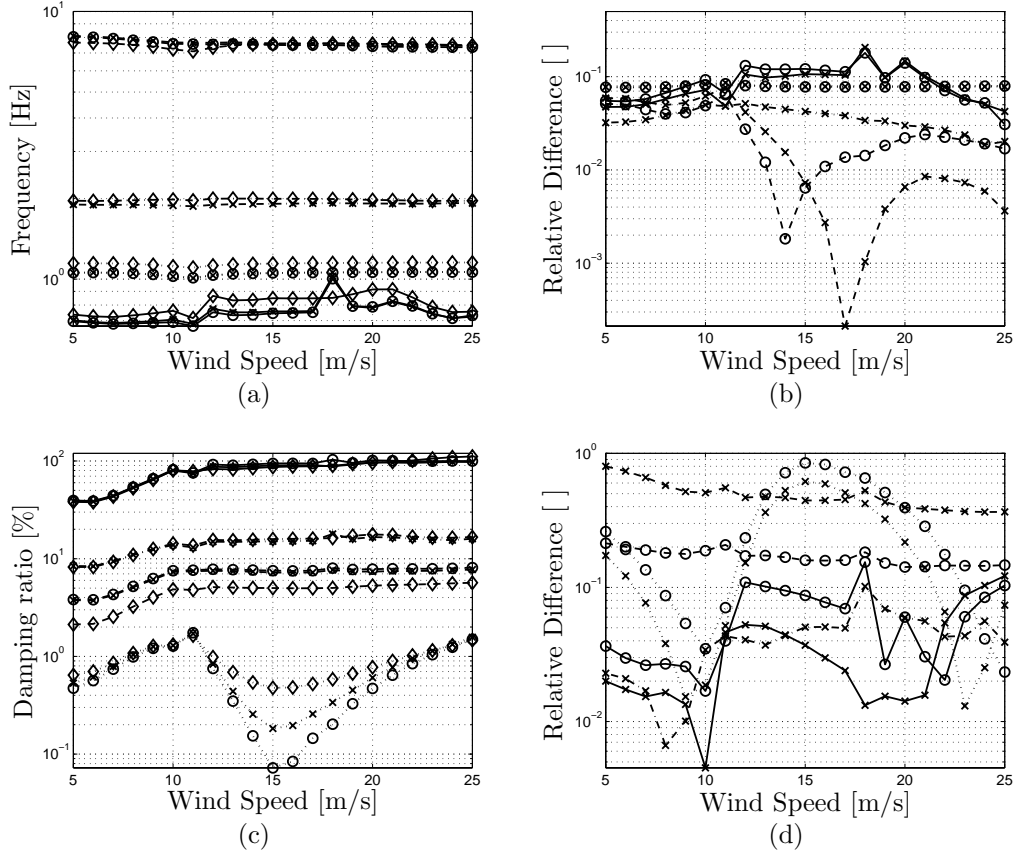 10^1
10^0
Frequency [Hz]
5 10 15 20 25
Wind Speed [m/s]
(a)
10^-1
10^-2
10^-3
Relative Difference [ ]
5 10 15 20 25
Wind Speed [m/s]
(b)
10^2
10^1
10^0
10^-1
Damping ratio [%]
5 10 15 20 25
Wind Speed [m/s]
(c)
10^0
10^-1
10^-2
Relative Difference [ ]
5 10 15 20 25
Wind Speed [m/s]
(d)